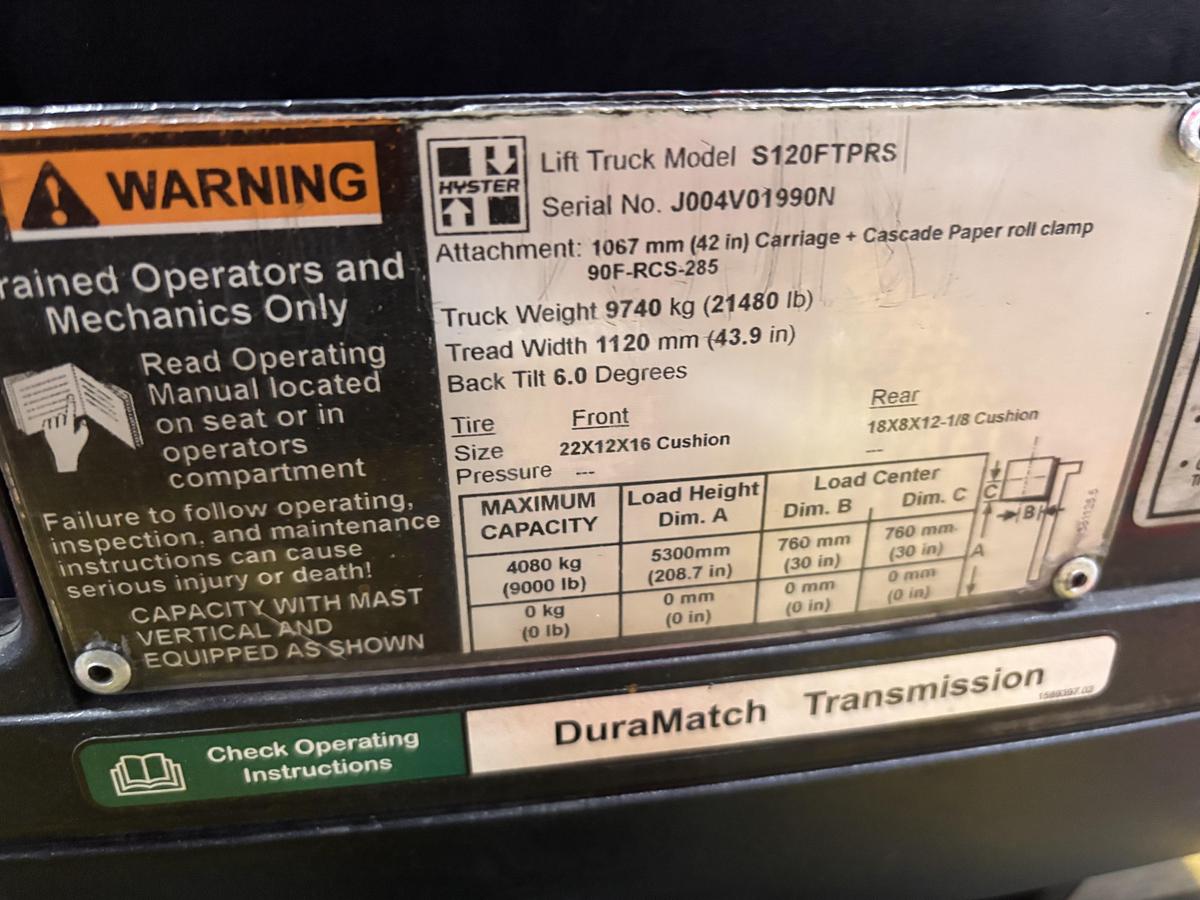 WARNING
rained Operators and
Mechanics Only
Read Operating
Manual located
on seat or in
operators
compartment
Failure to follow operating,
inspection, and maintenance
instructions can cause
serious injury or death!
CAPACITY WITH MAST
VERTICAL AND
EQUIPPED AS SHOWN
HYSTER
Lift Truck Model S120FTPRS
Serial No. J004V01990N
Attachment: 1067 mm (42 in) Carriage + Cascade Paper roll clamp
90F-RCS-285
Truck Weight 9740 kg (21480 lb)
Tread Width 1120 mm (43.9 in)
Back Tilt 6.0 Degrees
Tire Front Rear
Size 22X12X16 Cushion 18X8X12-1/8 Cushion
Pressure --- ---
MAXIMUM CAPACITY Load Height Dim. A Load Center Dim. B Dim. C
4080 kg 5300mm 760 mm 760 mm
(9000 lb) (208.7 in) (30 in) (30 in)
0 kg 0 mm 0 mm 0 mm
(0 lb) (0 in) (0 in) (0 in)
C
B
A
Check Operating
Instructions
DuraMatch Transmission